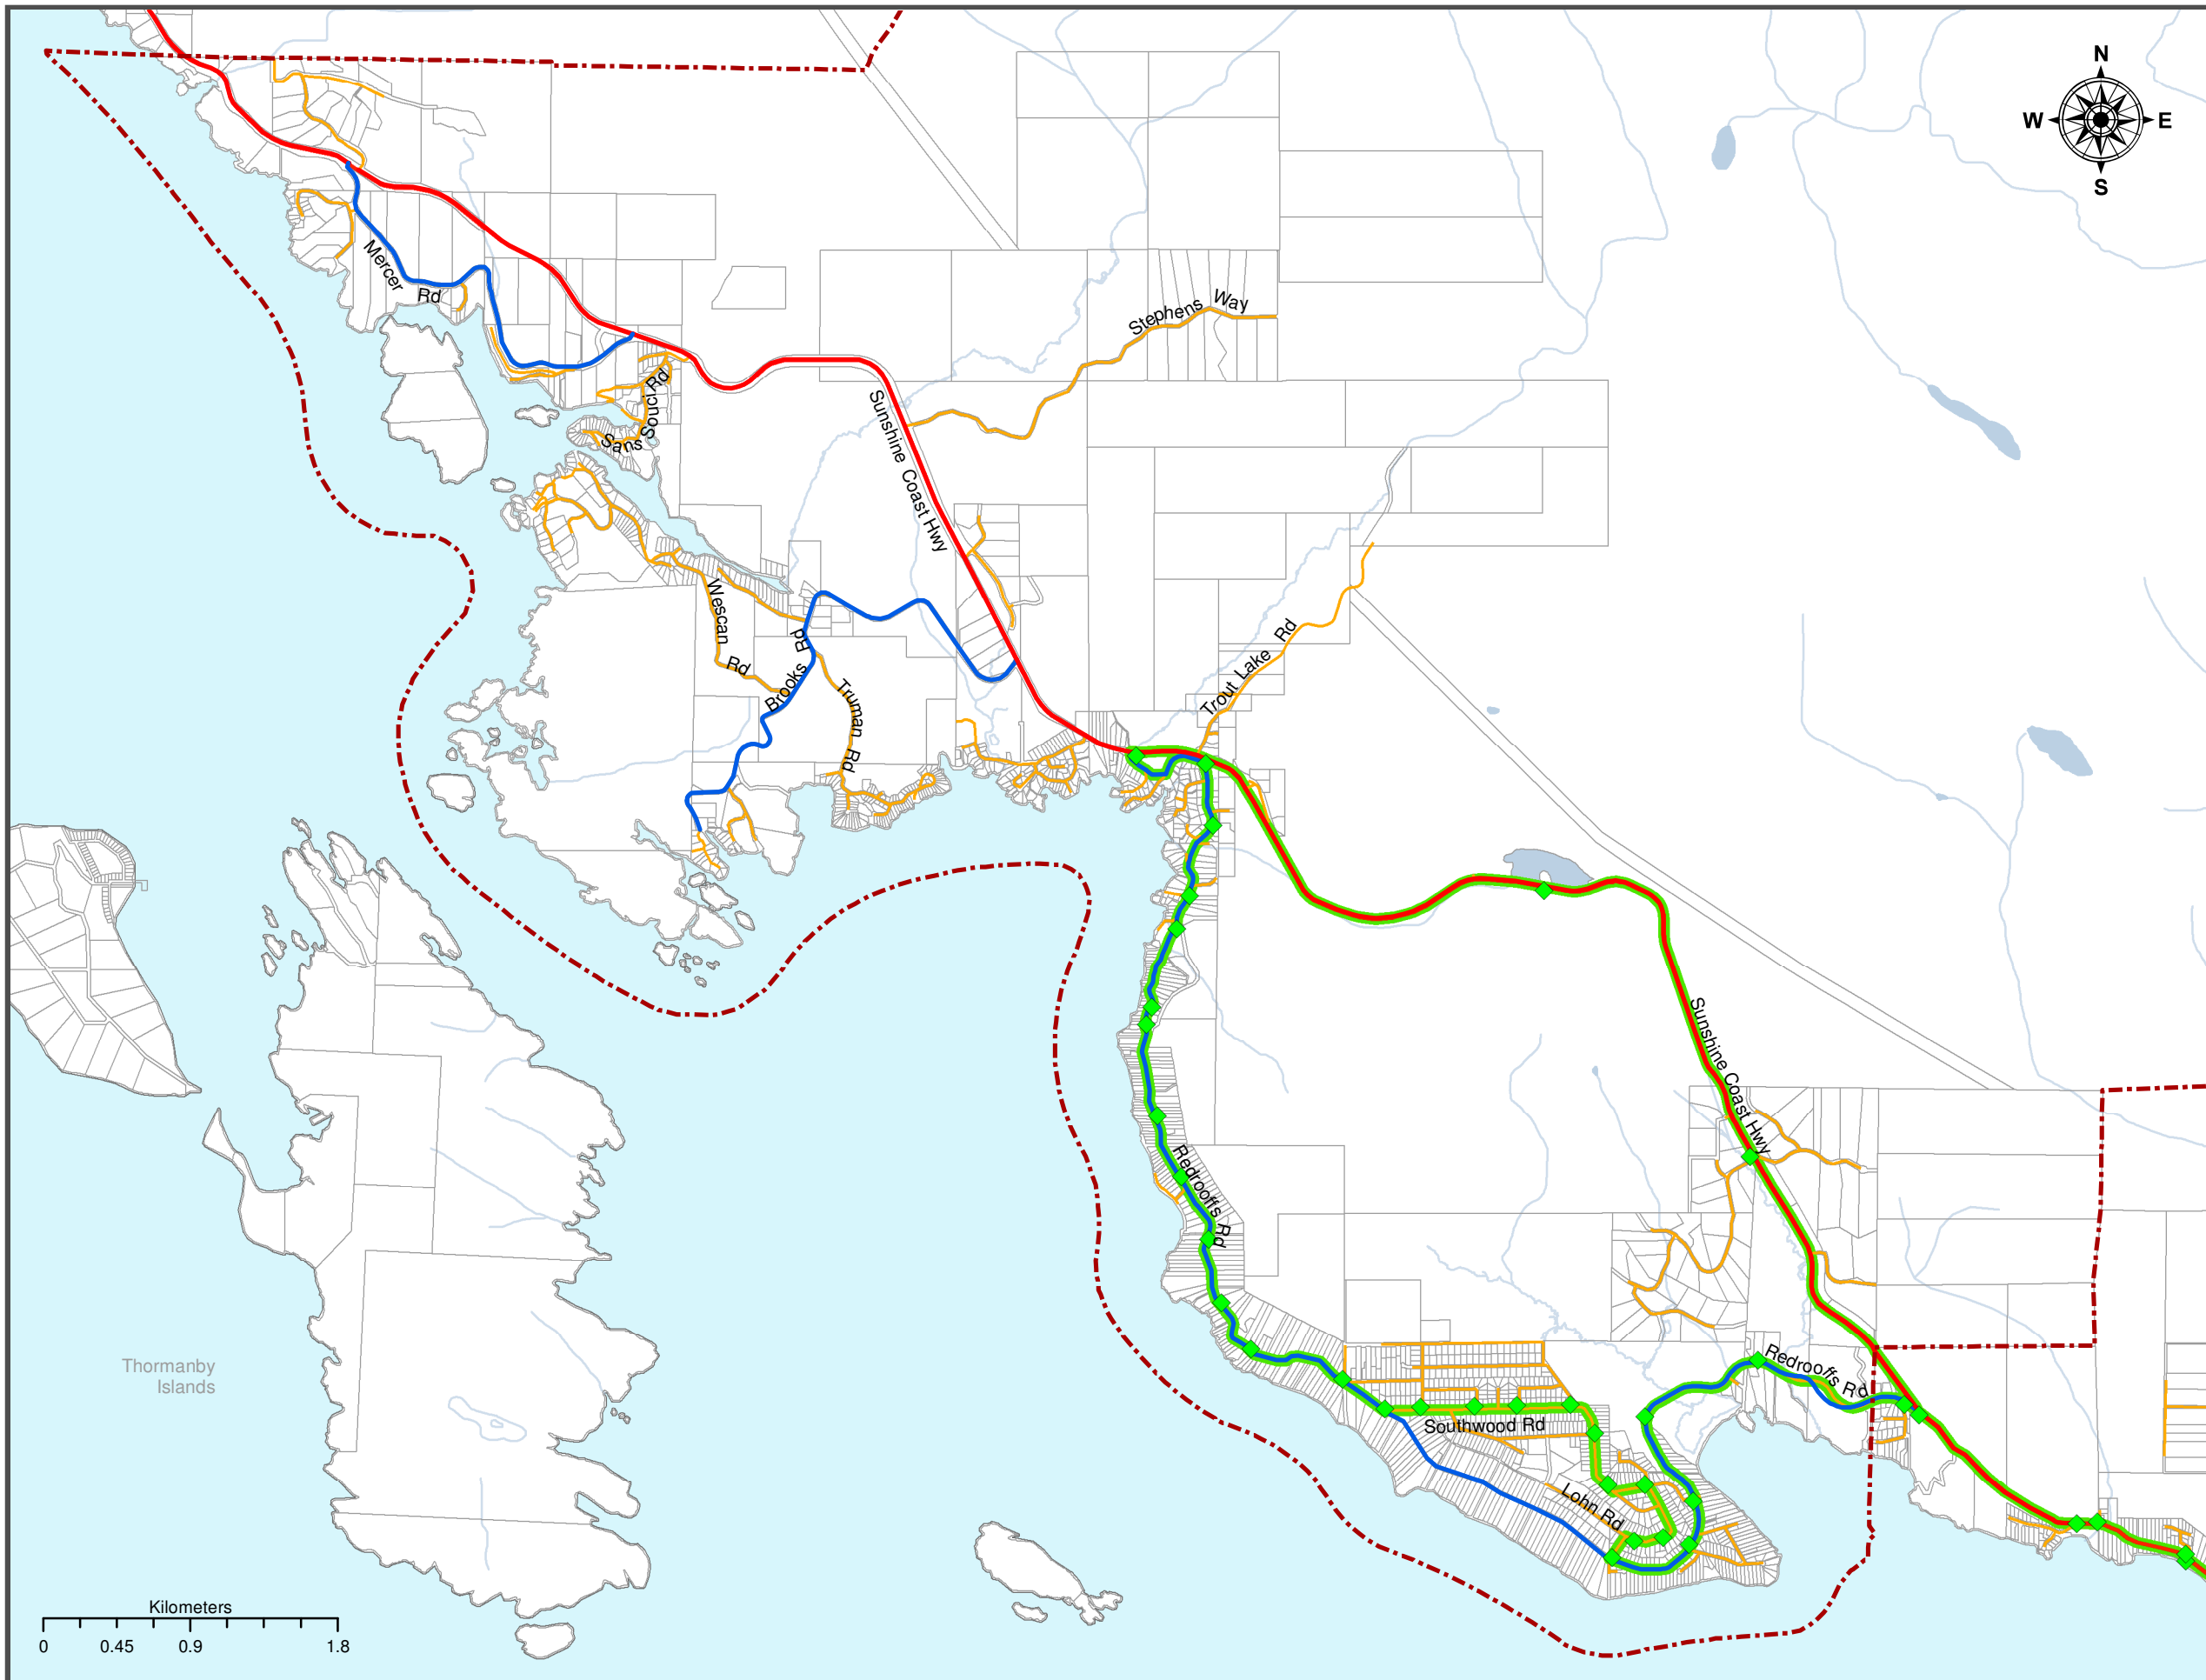 N
W E
S
Mercer
Rd
Stephens Way
Sans Souci Rd
Sunshine Coast Hwy
Wescan
Rd
Brooks Rd
Truman Rd
Trout Lake Rd
Sunshine Coast Hwy
Redrooffs Rd
Redrooffs Rd
Southwood Rd
Lohn Rd
Thormanby
Islands
Kilometers
0 0.45 0.9 1.8